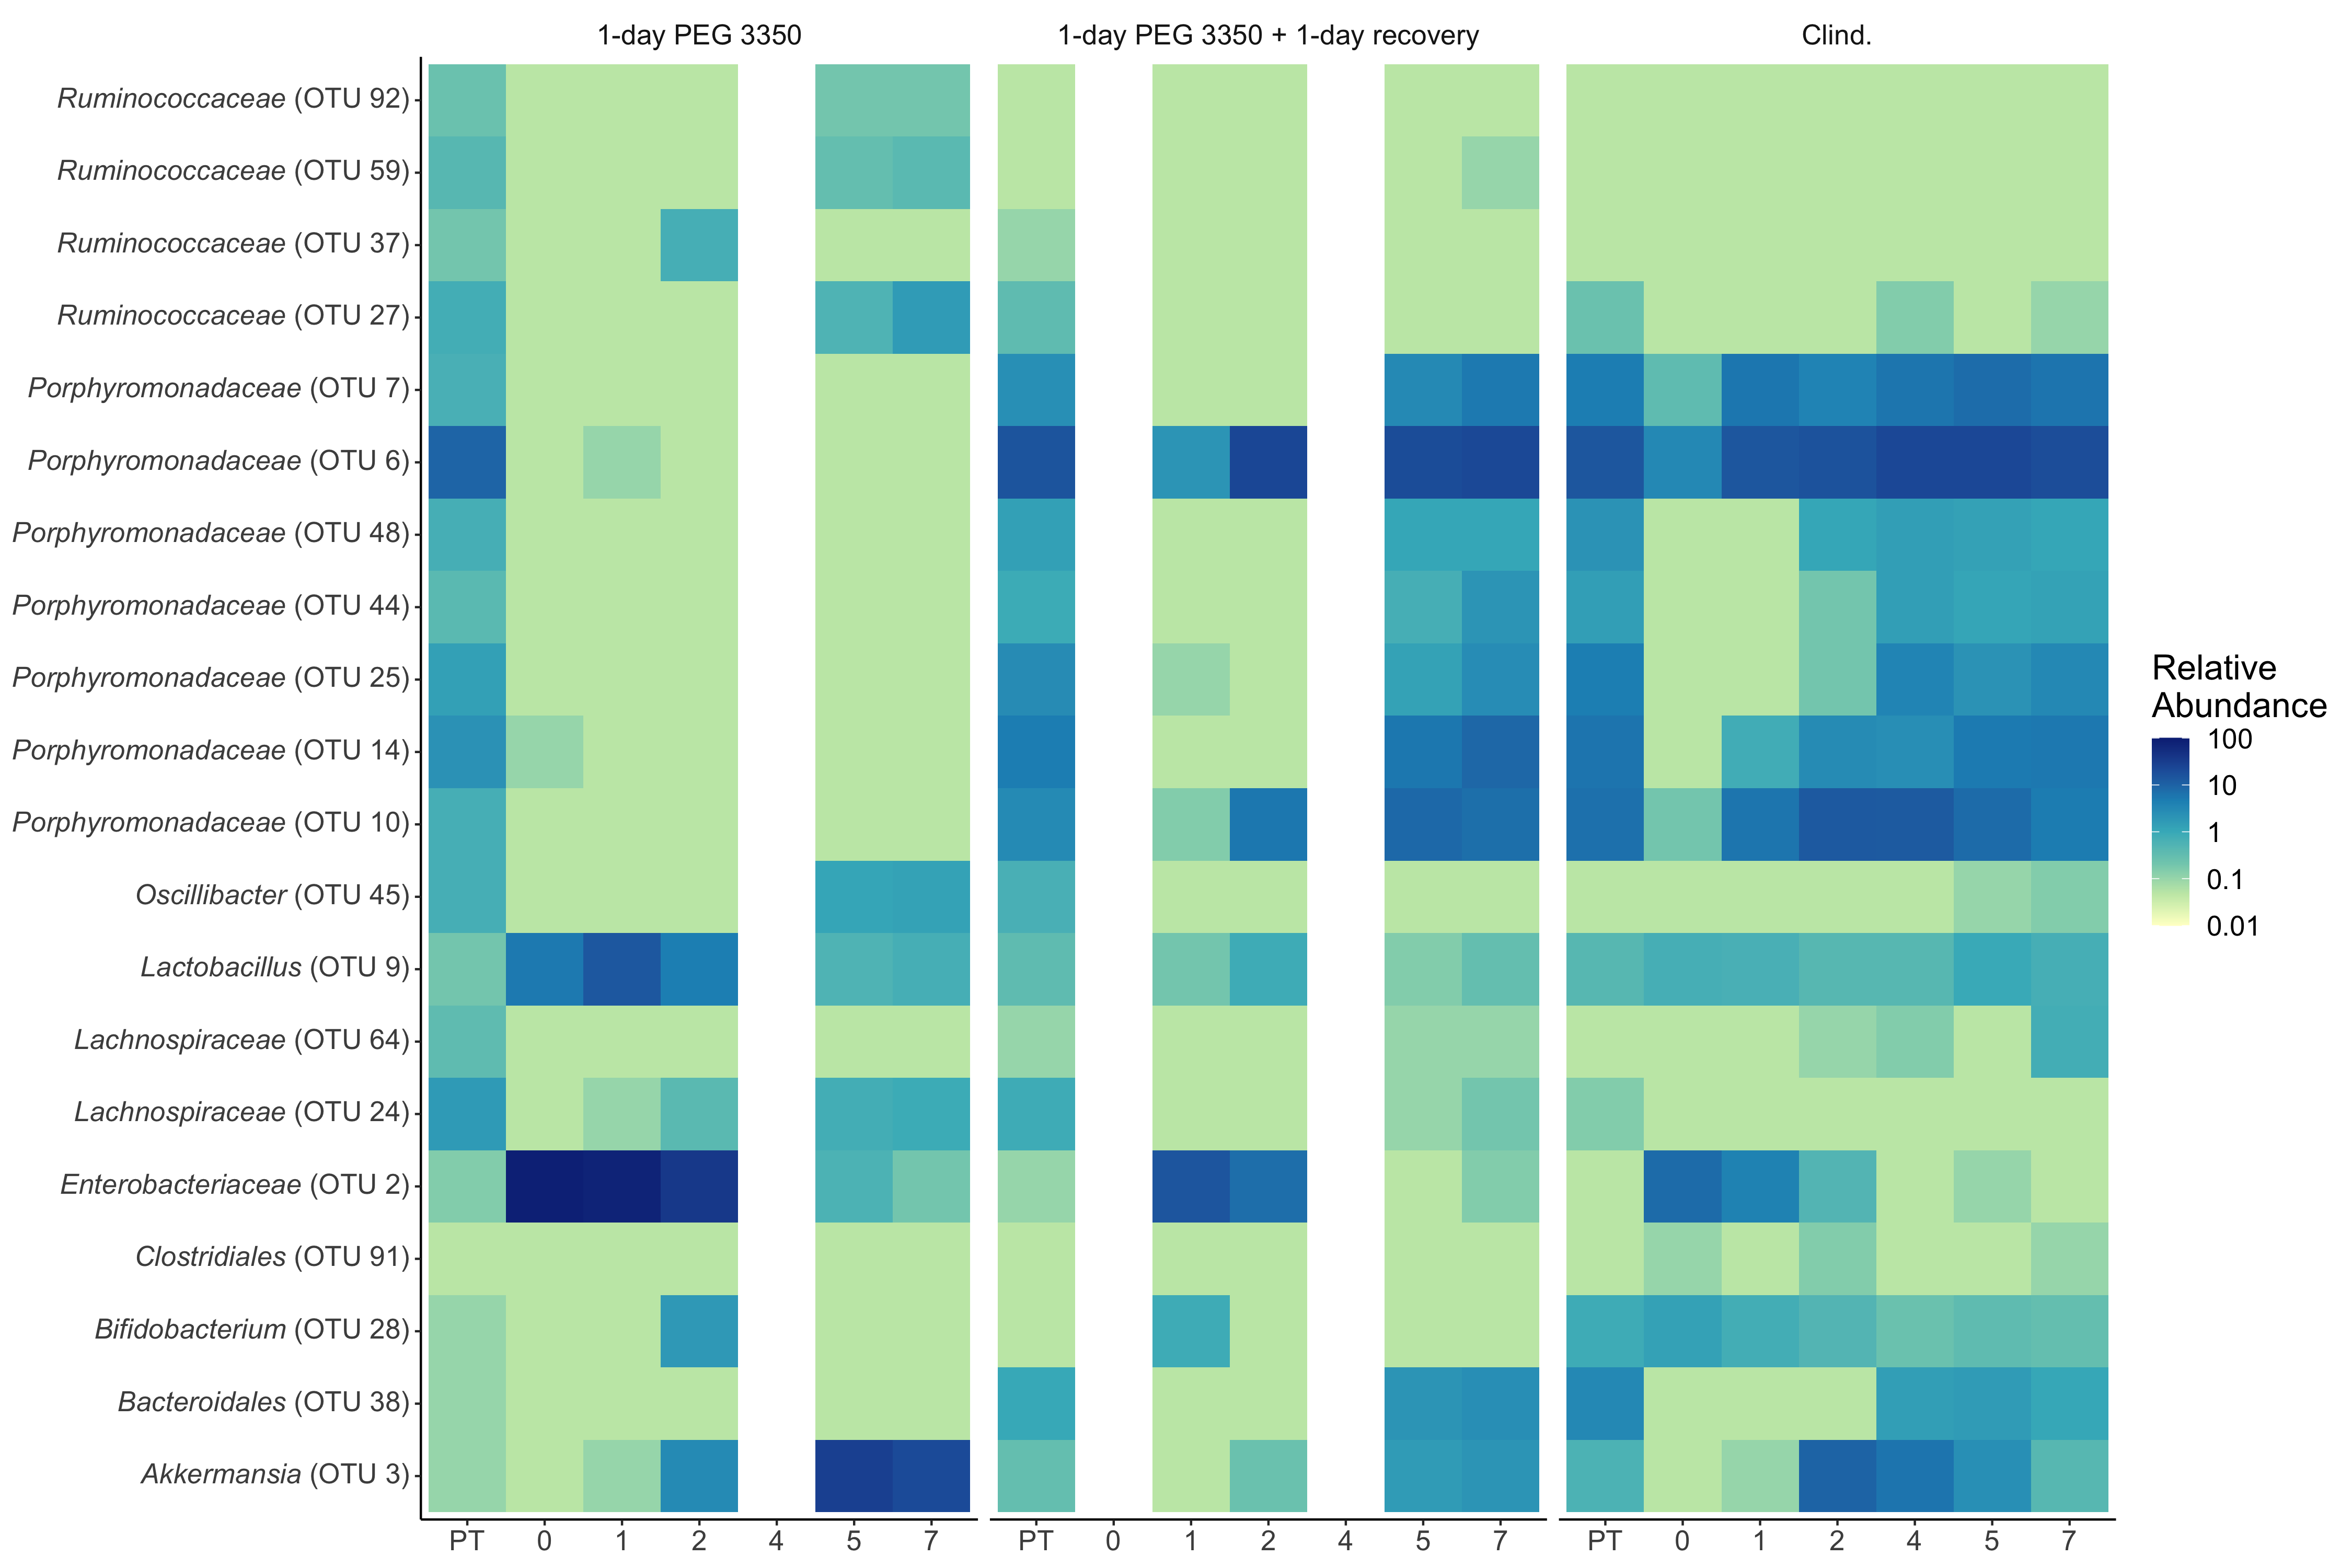 1-day PEG 3350
1-day PEG 3350 + 1-day recovery
Clind.
Ruminococcaceae (OTU 92)
Ruminococcaceae (OTU 59)
Ruminococcaceae (OTU 37)
Ruminococcaceae (OTU 27)
Porphyromonadaceae (OTU 7)
Porphyromonadaceae (OTU 6)
Porphyromonadaceae (OTU 48)
Porphyromonadaceae (OTU 44)
Porphyromonadaceae (OTU 25)
Porphyromonadaceae (OTU 14)
Porphyromonadaceae (OTU 10)
Oscillibacter (OTU 45)
Lactobacillus (OTU 9)
Lachnospiraceae (OTU 64)
Lachnospiraceae (OTU 24)
Enterobacteriaceae (OTU 2)
Clostridiales (OTU 91)
Bifidobacterium (OTU 28)
Bacteroidales (OTU 38)
Akkermansia (OTU 3)
PT 0 1 2 4 5 7
PT 0 1 2 4 5 7
PT 0 1 2 4 5 7
Relative
Abundance
100
10
1
0.1
0.01